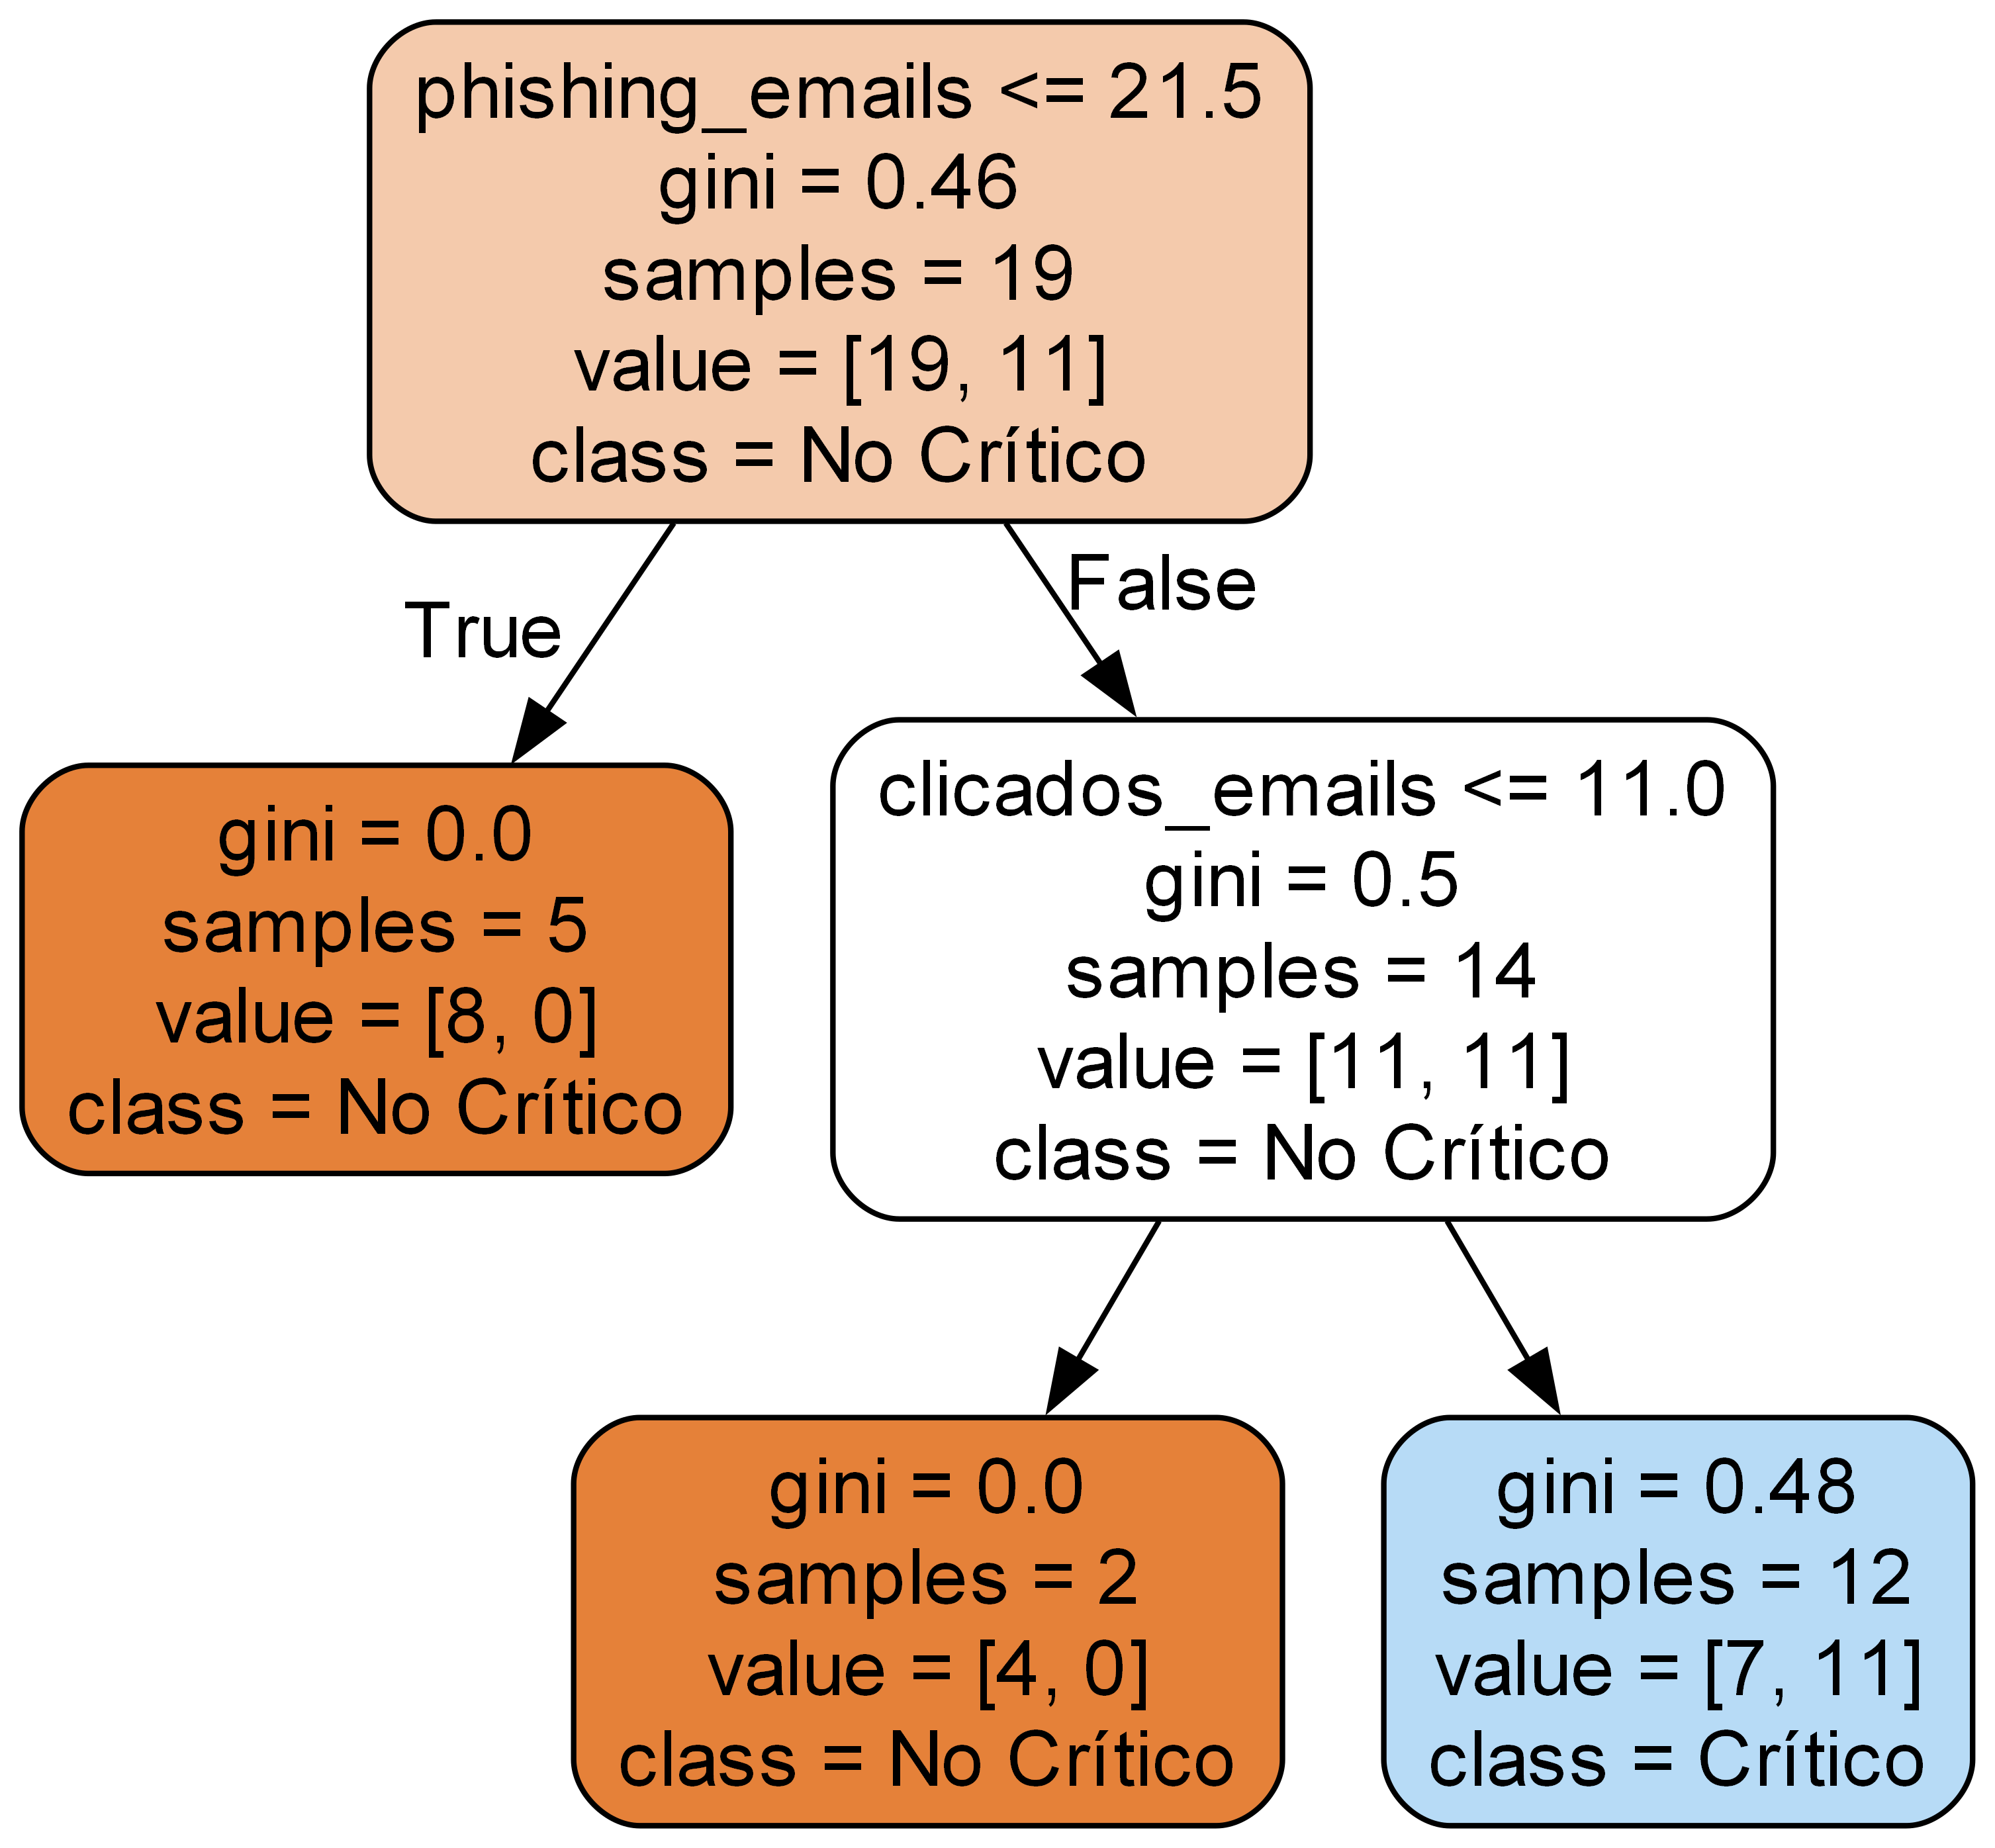 phishing_emails <= 21.5
gini = 0.46
samples = 19
value = [19, 11]
class = No Crítico
True
False
gini = 0.0
samples = 5
value = [8, 0]
class = No Crítico
clicados_emails <= 11.0
gini = 0.5
samples = 14
value = [11, 11]
class = No Crítico
gini = 0.0
samples = 2
value = [4, 0]
class = No Crítico
gini = 0.48
samples = 12
value = [7, 11]
class = Crítico